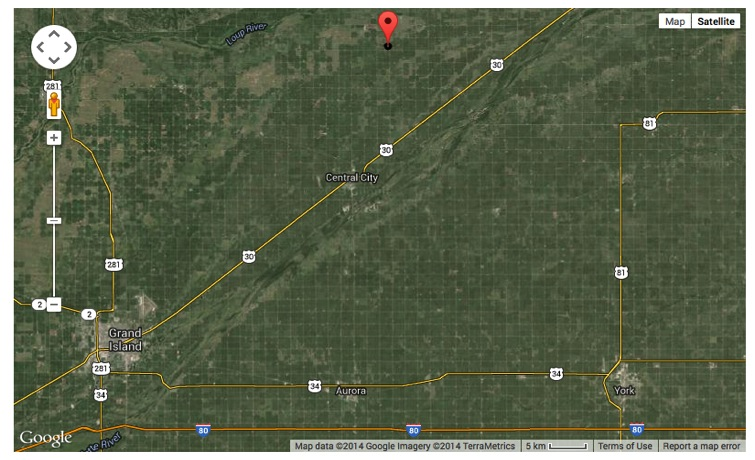 Loup River
Map
Satellite
281
30
81
30
Central City
30
281
81
2
2
Grand
Island
281
34
34
34
Aurora
York
80
80
80
Google
River
Map data ©2014 Google Imagery ©2014 TerraMetrics
5 km
Terms of Use
Report a map error